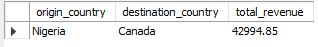 origin_country destination_country total_revenue
Nigeria Canada 42994.85